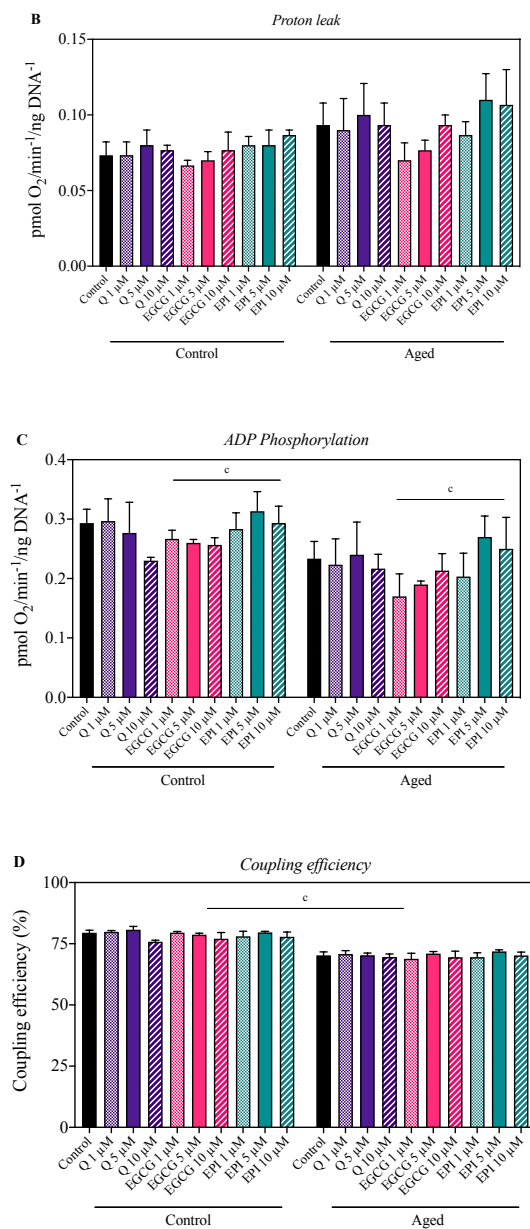 B
Proton leak
pmol O₂/min⁻¹/ng DNA⁻¹
0.15
0.10
0.05
0.00
Control
Q 1 μM
Q 5 μM
Q 10 μM
EGCG 1 μM
EGCG 5 μM
EGCG 10 μM
EPI 1 μM
EPI 5 μM
EPI 10 μM
Control
Q 1 μM
Q 5 μM
Q 10 μM
EGCG 1 μM
EGCG 5 μM
EGCG 10 μM
EPI 1 μM
EPI 5 μM
EPI 10 μM
Control
Aged
C
ADP Phosphorylation
pmol O₂/min⁻¹/ng DNA⁻¹
0.4
0.3
0.2
0.1
0.0
c
c
Control
Q 1 μM
Q 5 μM
Q 10 μM
EGCG 1 μM
EGCG 5 μM
EGCG 10 μM
EPI 1 μM
EPI 5 μM
EPI 10 μM
Control
Q 1 μM
Q 5 μM
Q 10 μM
EGCG 1 μM
EGCG 5 μM
EGCG 10 μM
EPI 1 μM
EPI 5 μM
EPI 10 μM
Control
Aged
D
Coupling efficiency
Coupling efficiency (%)
100
75
50
25
0
c
Control
Q 1 μM
Q 5 μM
Q 10 μM
EGCG 1 μM
EGCG 5 μM
EGCG 10 μM
EPI 1 μM
EPI 5 μM
EPI 10 μM
Control
Q 1 μM
Q 5 μM
Q 10 μM
EGCG 1 μM
EGCG 5 μM
EGCG 10 μM
EPI 1 μM
EPI 5 μM
EPI 10 μM
Control
Aged